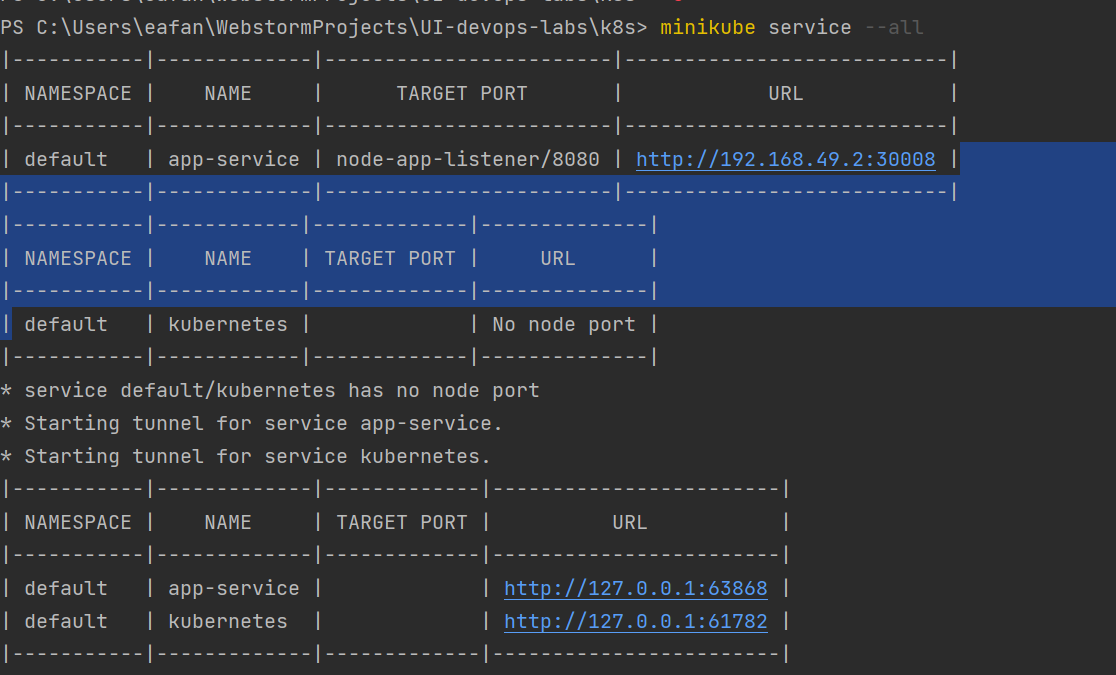 PS C:\Users\eafan\WebstormProjects\UI-devops-labs\k8s> minikube service --all
|-----------|-------------|------------------------|---------------------------|
| NAMESPACE |    NAME     |      TARGET PORT       |            URL            |
|-----------|-------------|------------------------|---------------------------|
| default   | app-service | node-app-listener/8080 | http://192.168.49.2:30008 |
|-----------|-------------|------------------------|---------------------------|
|-----------|------------|-------------|--------------|
| NAMESPACE |    NAME    | TARGET PORT |     URL      |
|-----------|------------|-------------|--------------|
| default   | kubernetes |             | No node port |
|-----------|------------|-------------|--------------|
* service default/kubernetes has no node port
* Starting tunnel for service app-service.
* Starting tunnel for service kubernetes.
|-----------|-------------|-------------|------------------------|
| NAMESPACE |    NAME     | TARGET PORT |          URL           |
|-----------|-------------|-------------|------------------------|
| default   | app-service |             | http://127.0.0.1:63868 |
| default   | kubernetes  |             | http://127.0.0.1:61782 |
|-----------|-------------|-------------|------------------------|